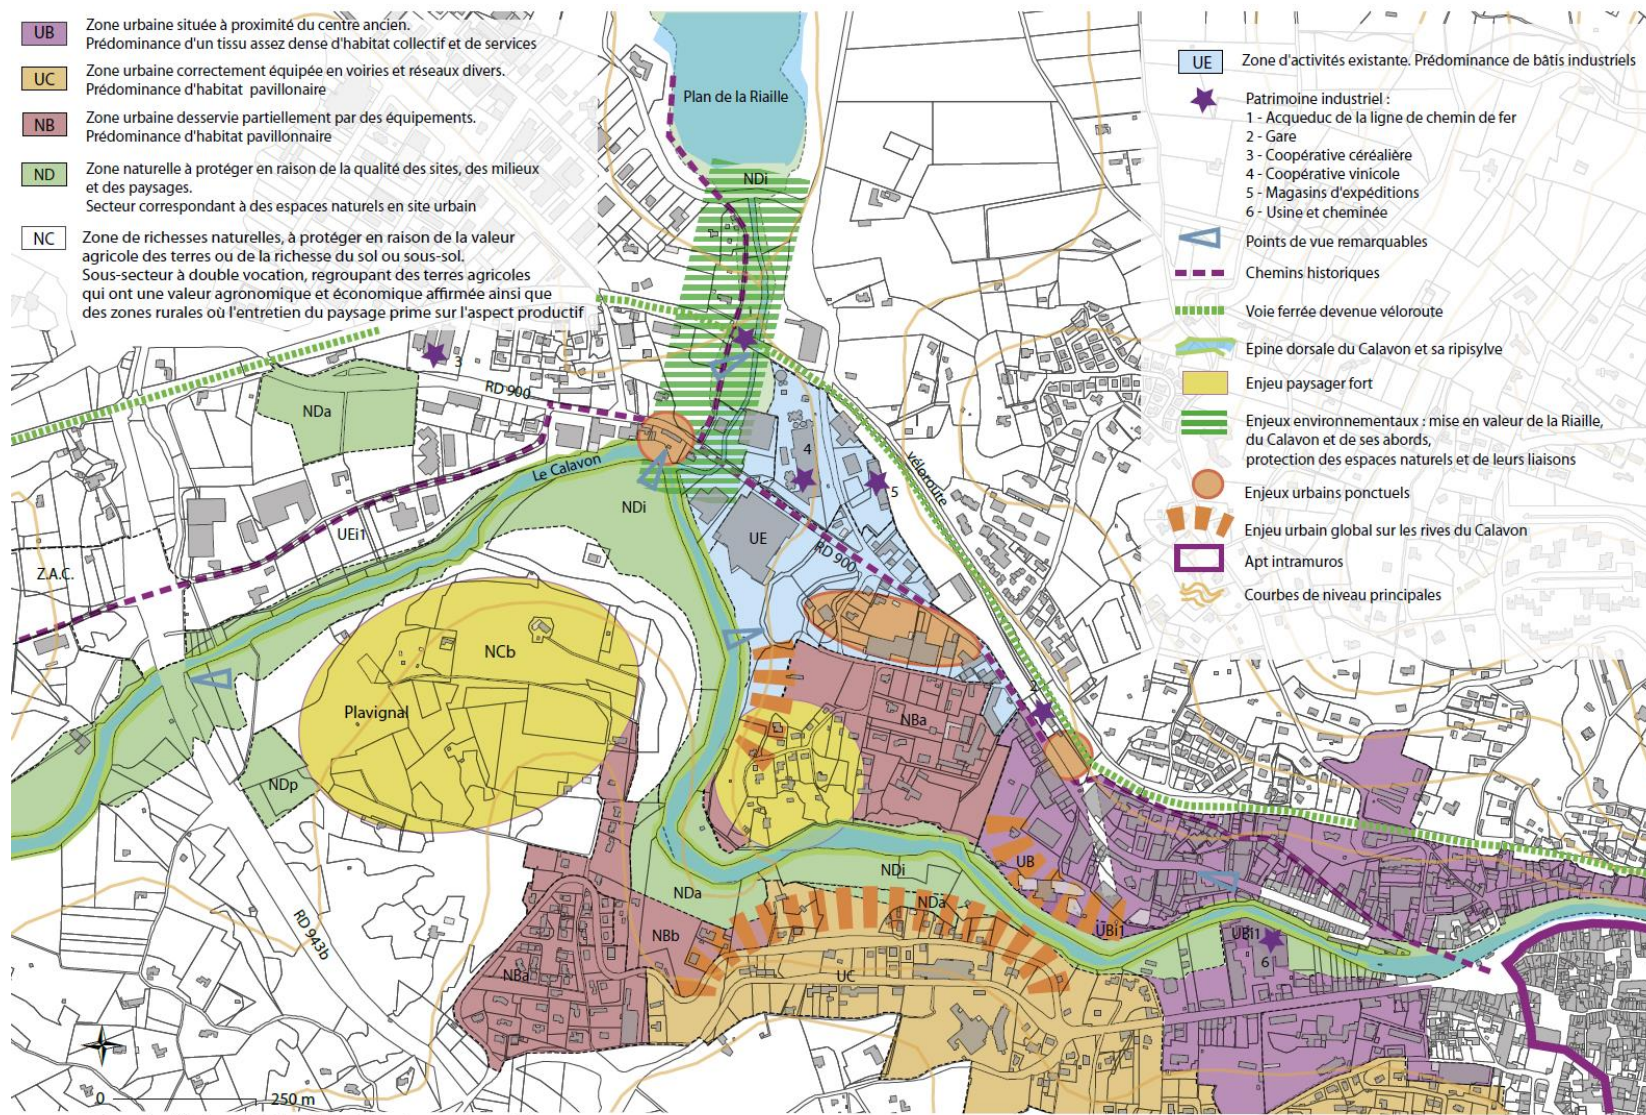 UB
Zone urbaine située à proximité du centre ancien.
Prédominance d'un tissu assez dense d'habitat collectif et de services
UC
Zone urbaine correctement équipée en voiries et réseaux divers.
Prédominance d'habitat pavillonaire
NB
Zone urbaine desservie partiellement par des équipements.
Prédominance d'habitat pavillonnaire
ND
Zone naturelle à protéger en raison de la qualité des sites, des milieux
et des paysages.
Secteur correspondant à des espaces naturels en site urbain
NC
Zone de richesses naturelles, à protéger en raison de la valeur
agricole des terres ou de la richesse du sol ou sous-sol.
Sous-secteur à double vocation, regroupant des terres agricoles
qui ont une valeur agronomique et économique affirmée ainsi que
des zones rurales où l'entretien du paysage prime sur l'aspect productif
UE
Zone d'activités existante. Prédominance de bâtis industriels
Patrimoine industriel :
1 - Acqueduc de la ligne de chemin de fer
2 - Gare
3 - Coopérative céréalière
4 - Coopérative vinicole
5 - Magasins d'expéditions
6 - Usine et cheminée
Points de vue remarquables
Chemins historiques
Voie ferrée devenue véloroute
Epine dorsale du Calavon et sa ripisylve
Enjeu paysager fort
Enjeux environnementaux : mise en valeur de la Riaille,
du Calavon et de ses abords,
protection des espaces naturels et de leurs liaisons
Enjeux urbains ponctuels
Enjeu urbain global sur les rives du Calavon
Apt intramuros
Courbes de niveau principales
Plan de la Riaille
NDi
1
3
RD 900
NDa
4
Le Calavon
véloroute
5
NDi
UEi1
UE
RD 900
Z.A.C.
NCb
2
Plavignal
NBa
NDp
UB
NDi
NDa
NDa
RD 943b
NBb
UBi1
UBi1
6
NBa
UC
0
250 m